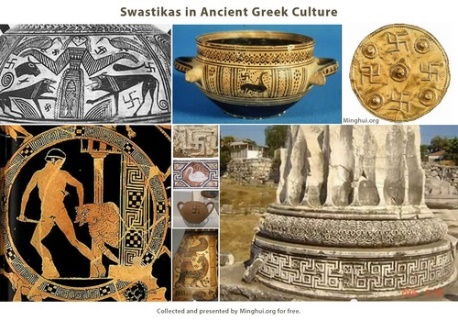 Swastikas in Ancient Greek Culture
Minghui.org
Collected and presented by Minghui.org for free.